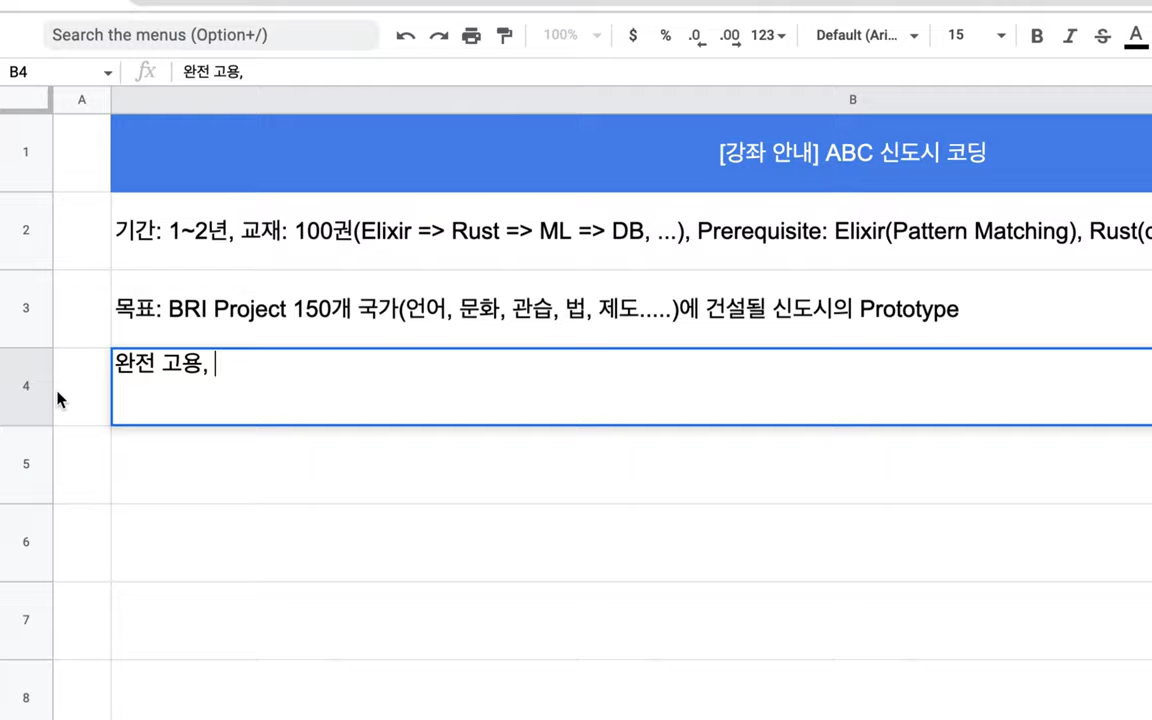 Search the menus (Option+/)
100%
$ % .0 .00 123
Default (Ari...
15
B I S A
B4
fx
완전 고용,
A
B
1
[강좌 안내] ABC 신도시 코딩
2
기간: 1~2년, 교재: 100권(Elixir => Rust => ML => DB, ...), Prerequisite: Elixir(Pattern Matching), Rust(
3
목표: BRI Project 150개 국가(언어, 문화, 관습, 법, 제도.....)에 건설될 신도시의 Prototype
4
완전 고용,
5
6
7
8